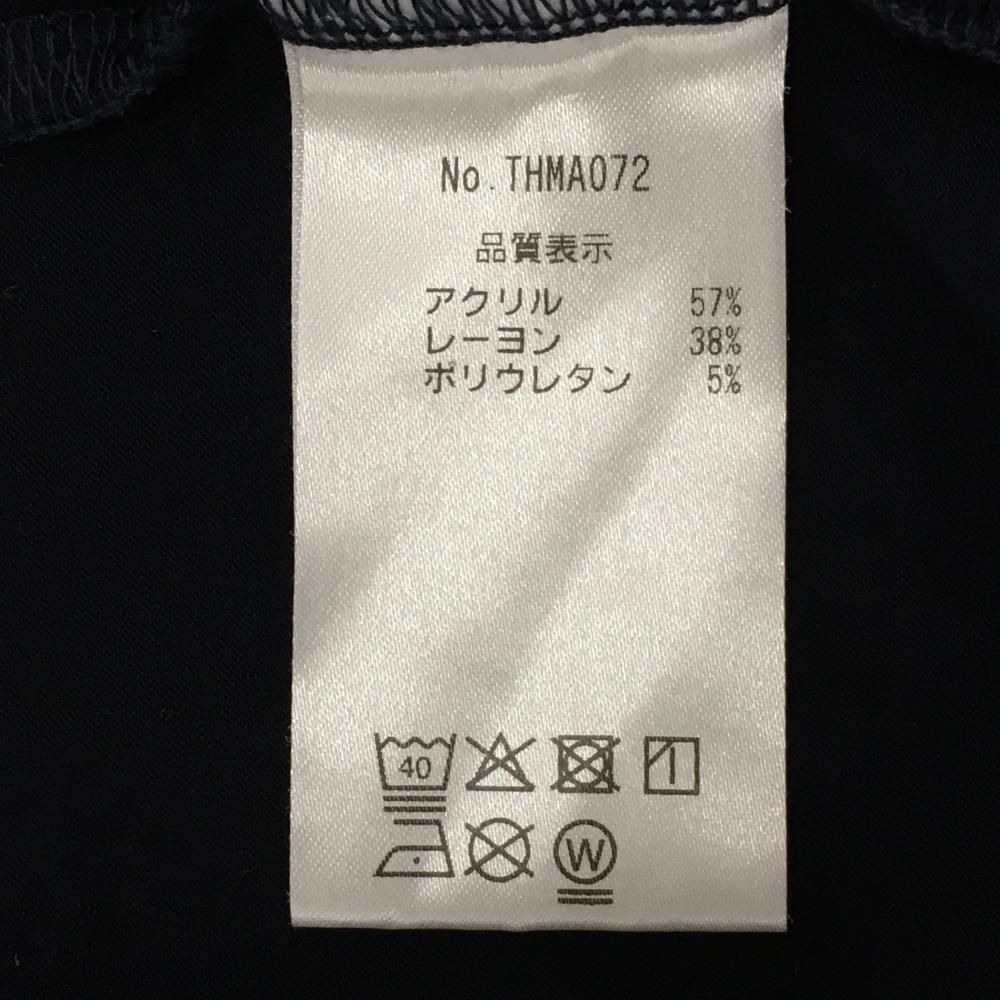 No.THMA072
品質表示
アクリル 57%
レーヨン 38%
ポリウレタン 5%
40
W